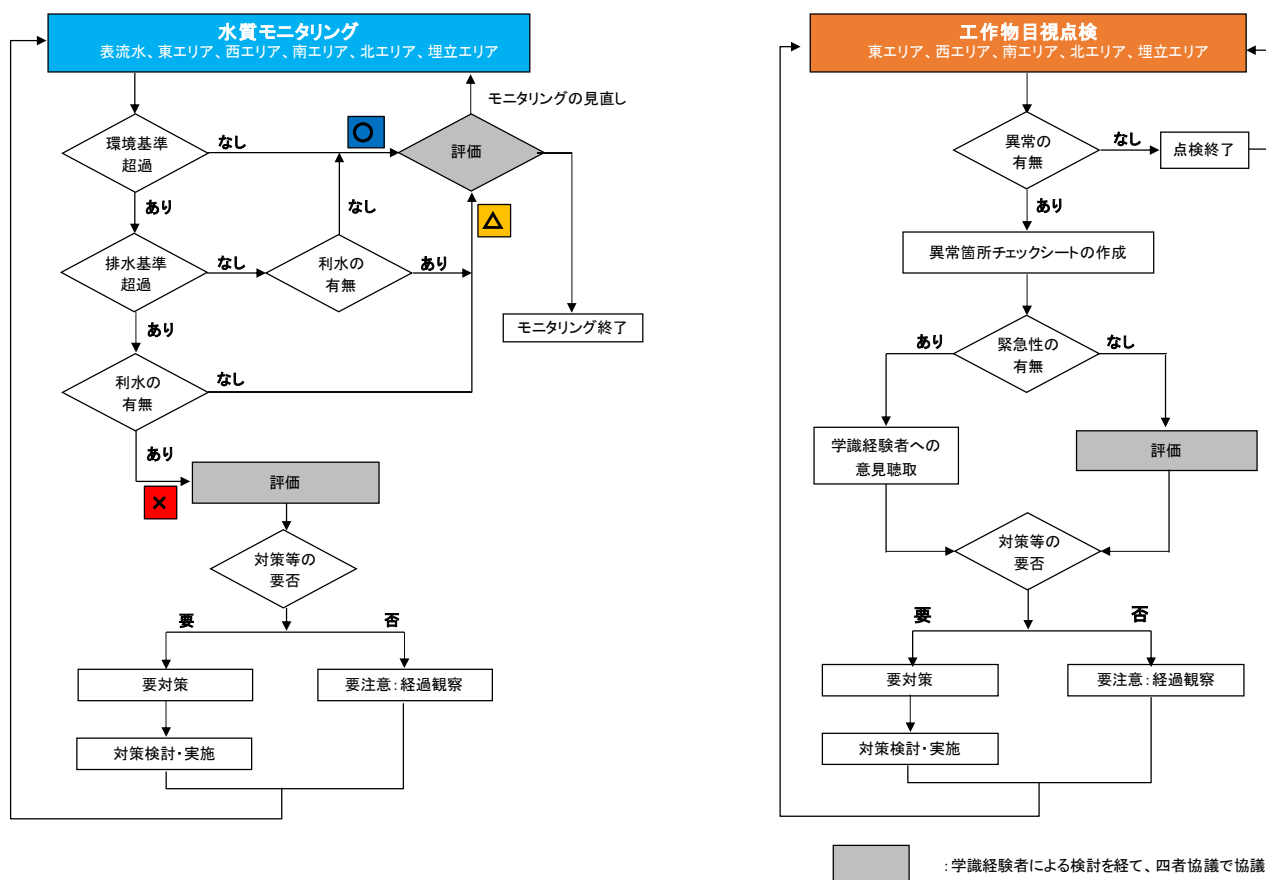 水質モニタリング
表流水、東エリア、西エリア、南エリア、北エリア、埋立エリア
モニタリングの見直し
環境基準
超過
なし
○
評価
あり
なし
△
排水基準
超過
なし
利水の
有無
あり
モニタリング終了
あり
利水の
有無
なし
あり
×
評価
対策等の
要否
要
否
要対策
要注意：経過観察
対策検討・実施
工作物目視点検
東エリア、西エリア、南エリア、北エリア、埋立エリア
異常の
有無
なし
点検終了
あり
異常箇所チェックシートの作成
緊急性の
有無
あり
なし
学識経験者への
意見聴取
評価
対策等の
要否
要
否
要対策
要注意：経過観察
対策検討・実施
：学識経験者による検討を経て、四者協議で協議